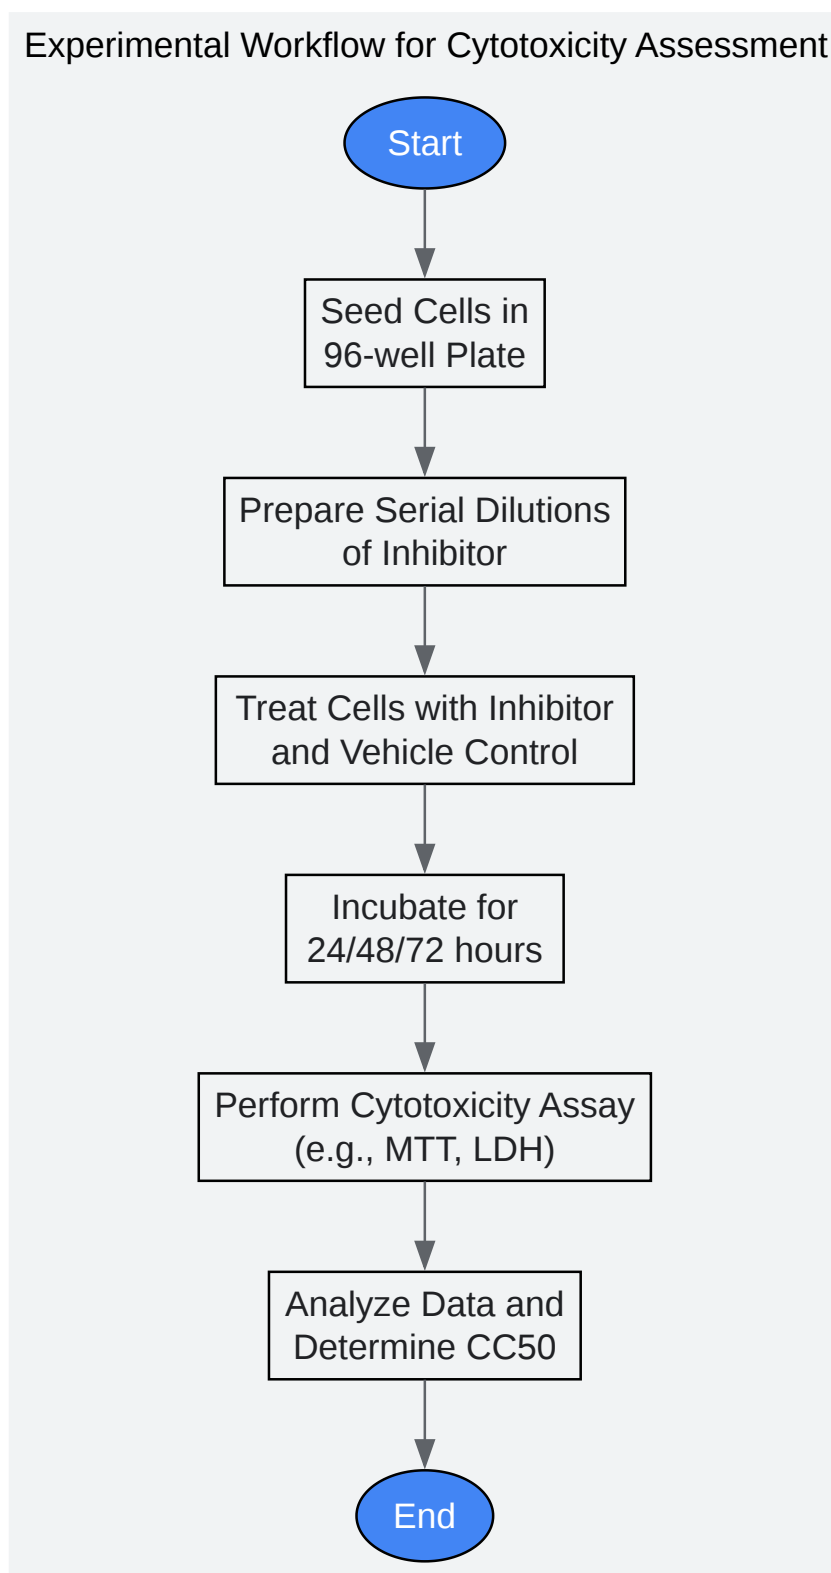 Experimental Workflow for Cytotoxicity Assessment
Start
Seed Cells in
96-well Plate
Prepare Serial Dilutions
of Inhibitor
Treat Cells with Inhibitor
and Vehicle Control
Incubate for
24/48/72 hours
Perform Cytotoxicity Assay
(e.g., MTT, LDH)
Analyze Data and
Determine CC50
End